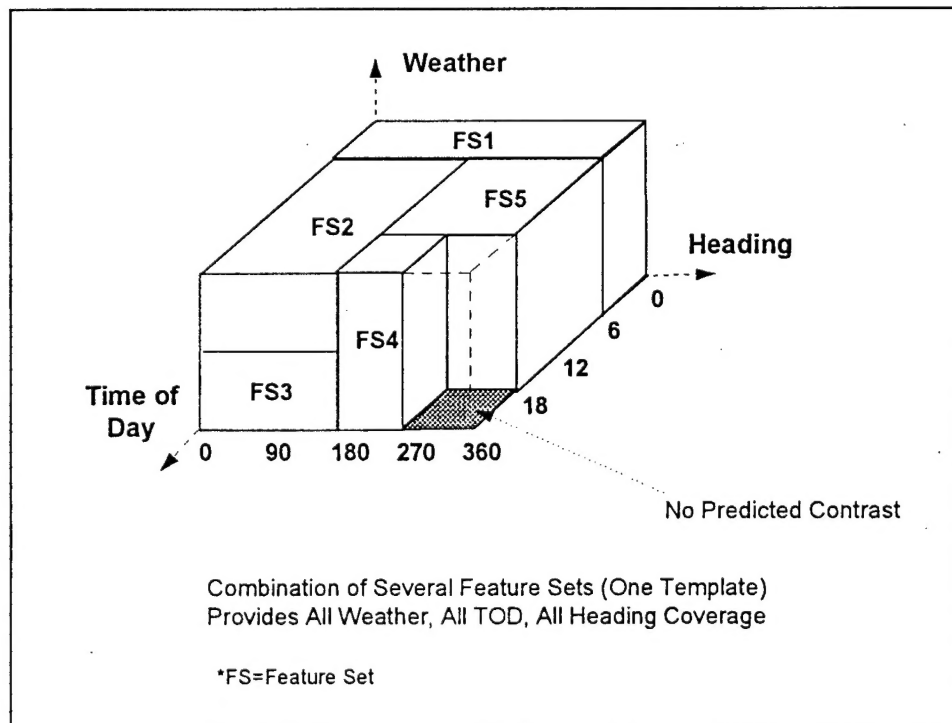 Weather
FS1
FS5
FS2
Heading
0
6
FS4
12
FS3
Time of
Day
18
0 90 180 270 360
No Predicted Contrast
Combination of Several Feature Sets (One Template)
Provides All Weather, All TOD, All Heading Coverage
*FS=Feature Set